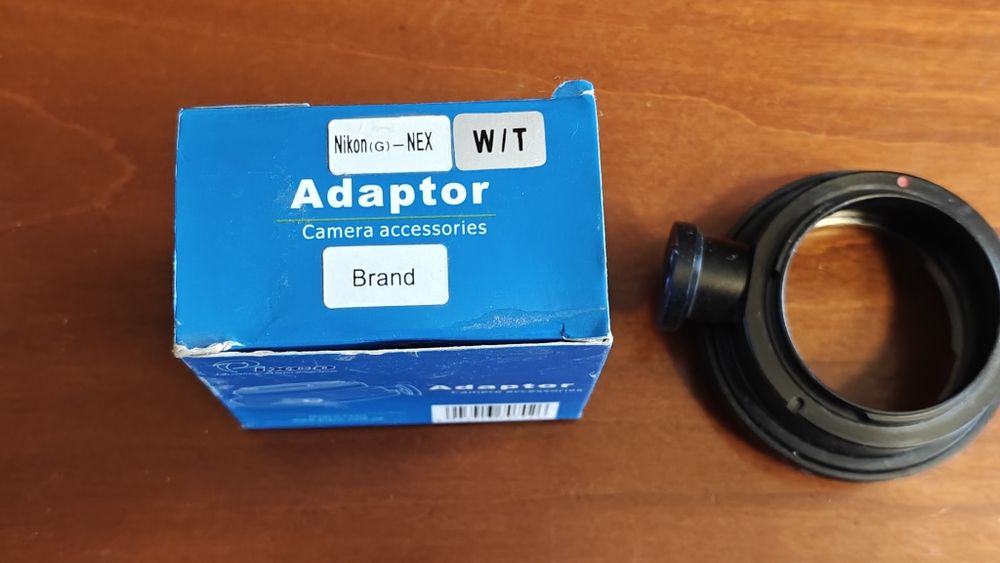 Nikon(G)-NEX W/T
Adaptor
Camera accessories
Brand
Adaptor
Camera accessories